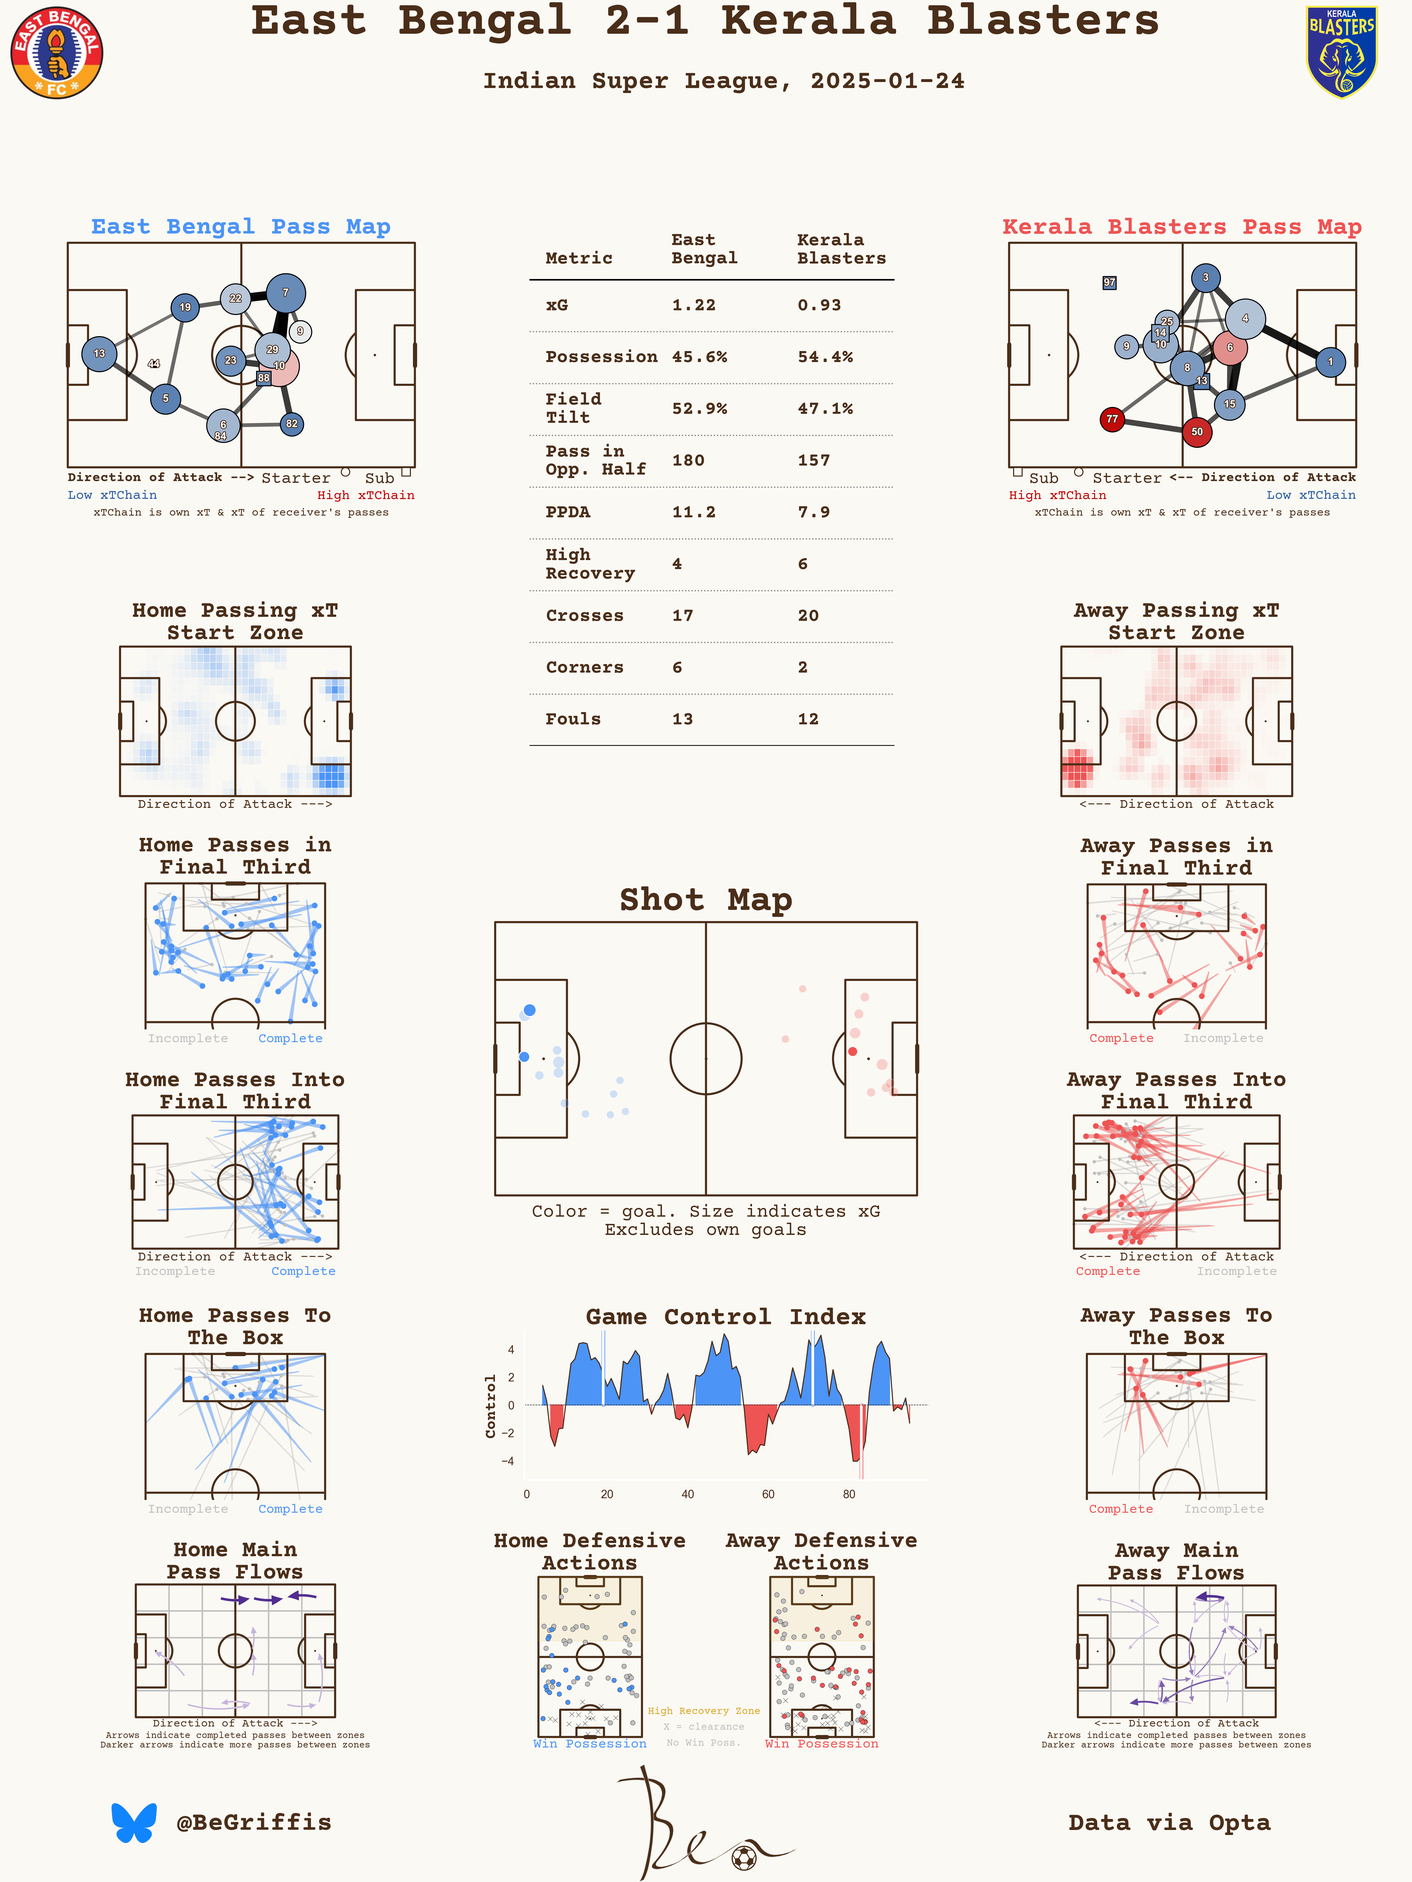 East Bengal 2-1 Kerala Blasters
Indian Super League, 2025-01-24
EAST BENGAL
FC
KERALA
BLASTERS
East Bengal Pass Map
19
22
7
9
13
44
23
29
10
88
5
6
84
82
Direction of Attack --> Starter Sub
Low xTChain High xTChain
xTChain is own xT & xT of receiver's passes
Metric East Bengal Kerala Blasters
xG 1.22 0.93
Possession 45.6% 54.4%
Field Tilt 52.9% 47.1%
Pass in Opp. Half 180 157
PPDA 11.2 7.9
High Recovery 4 6
Crosses 17 20
Corners 6 2
Fouls 13 12
Kerala Blasters Pass Map
97
3
25
4
14
9
10
6
1
8
13
15
77
50
Sub Starter <-- Direction of Attack
High xTChain Low xTChain
xTChain is own xT & xT of receiver's passes
Home Passing xT
Start Zone
Direction of Attack --->
Away Passing xT
Start Zone
<--- Direction of Attack
Home Passes in
Final Third
Incomplete Complete
Away Passes in
Final Third
Complete Incomplete
Shot Map
Color = goal. Size indicates xG
Excludes own goals
Home Passes Into
Final Third
Direction of Attack --->
Incomplete Complete
Away Passes Into
Final Third
<--- Direction of Attack
Complete Incomplete
Home Passes To
The Box
Incomplete Complete
Game Control Index
Control
4
2
0
−2
−4
0 20 40 60 80
Away Passes To
The Box
Complete Incomplete
Home Main
Pass Flows
Direction of Attack --->
Arrows indicate completed passes between zones
Darker arrows indicate more passes between zones
Home Defensive
Actions
Win Possession
High Recovery Zone
X = clearance
No Win Poss.
Away Defensive
Actions
Win Possession
Away Main
Pass Flows
<--- Direction of Attack
Arrows indicate completed passes between zones
Darker arrows indicate more passes between zones
@BeGriffis
Ben
Data via Opta